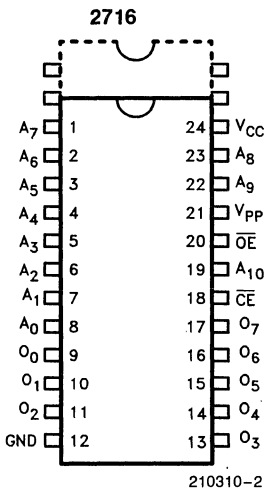 2716
A7 1 24 VCC
A6 2 23 A8
A5 3 22 A9
A4 4 21 VPP
A3 5 20 O̅E̅
A2 6 19 A10
A1 7 18 C̅E̅
A0 8 17 O7
O0 9 16 O6
O1 10 15 O5
O2 11 14 O4
GND 12 13 O3
210310-2